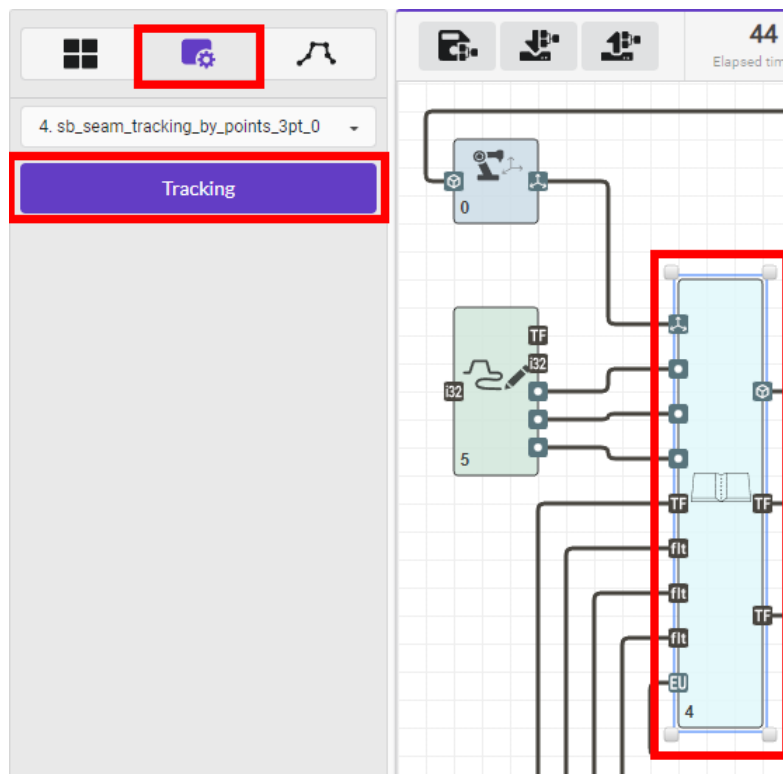 44
Elapsed tim
4. sb_seam_tracking_by_points_3pt_0
Tracking
0
TF
i32
i32
5
TF
TF
flt
flt
TF
flt
EU
4